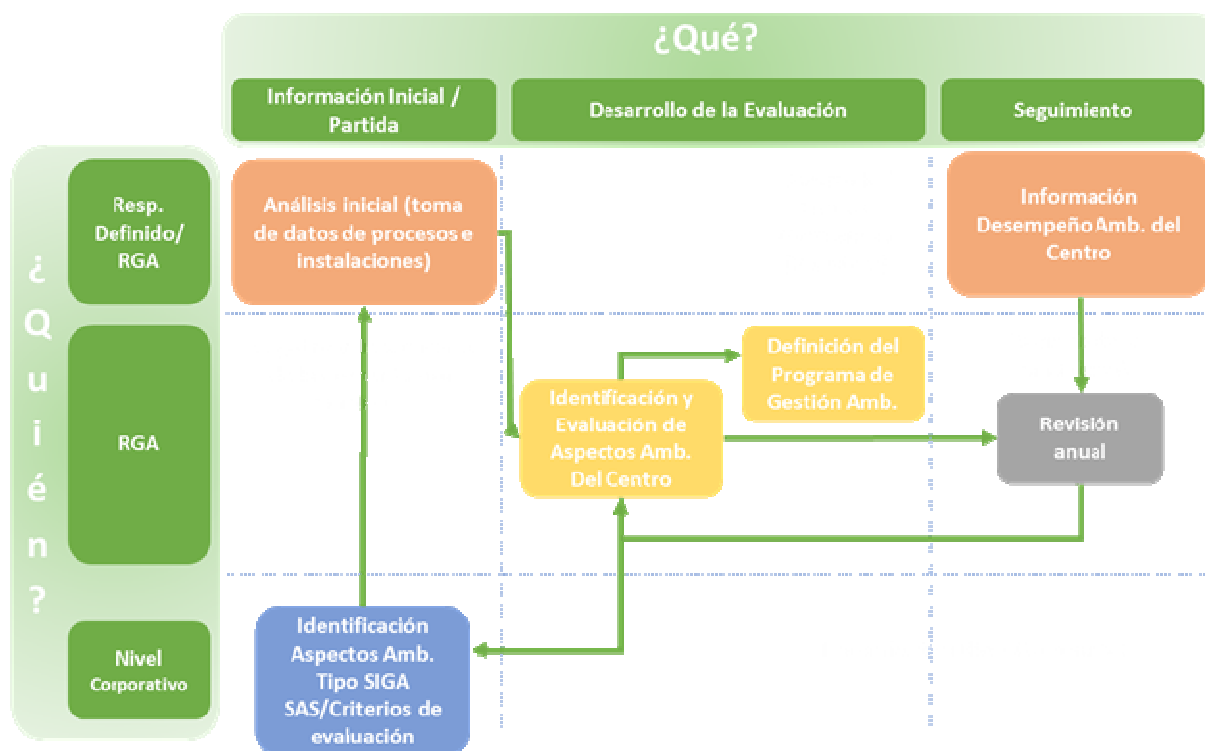 ¿Qué?
Información Inicial /
Partida
Desarrollo de la Evaluación
Seguimiento
¿Quién?
Resp.
Definido/
RGA
Análisis inicial (toma
de datos de procesos e
instalaciones)
Información
Desempeño Amb. del
Centro
RGA
Identificación y
Evaluación de
Aspectos Amb.
Del Centro
Definición del
Programa de
Gestión Amb.
Revisión
anual
Nivel
Corporativo
Identificación
Aspectos Amb.
Tipo SIGA
SAS/Criterios de
evaluación